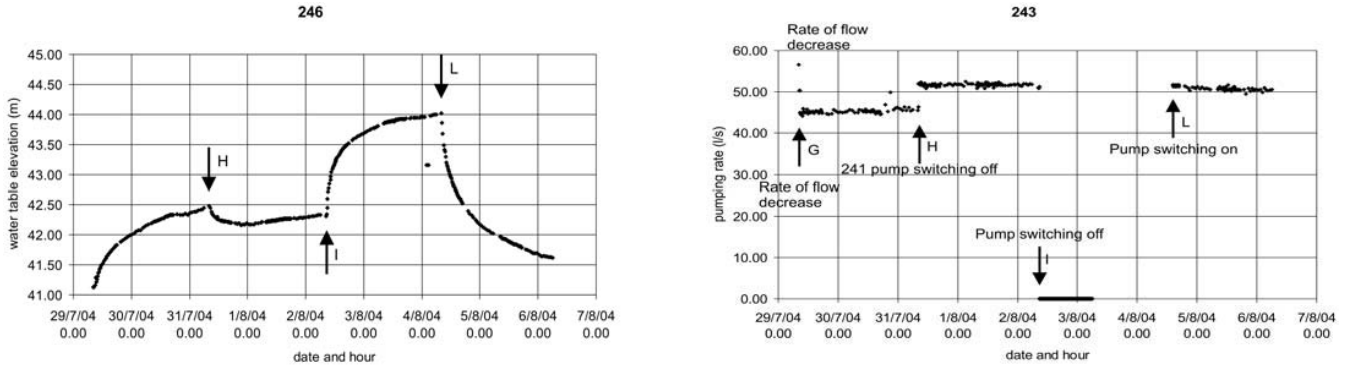 246
45.00
44.50
44.00
43.50
43.00
42.50
42.00
41.50
41.00
water table elevation (m)
H
I
L
29/7/04 30/7/04 31/7/04 1/8/04 2/8/04 3/8/04 4/8/04 5/8/04 6/8/04 7/8/04
0.00 0.00 0.00 0.00 0.00 0.00 0.00 0.00 0.00 0.00
date and hour
243
Rate of flow
decrease
60.00
50.00
40.00
30.00
20.00
10.00
0.00
pumping rate (l/s)
G
Rate of flow
decrease
H
241 pump switching off
Pump switching off
I
L
Pump switching on
29/7/04 30/7/04 31/7/04 1/8/04 2/8/04 3/8/04 4/8/04 5/8/04 6/8/04 7/8/04
0.00 0.00 0.00 0.00 0.00 0.00 0.00 0.00 0.00 0.00
date and hour